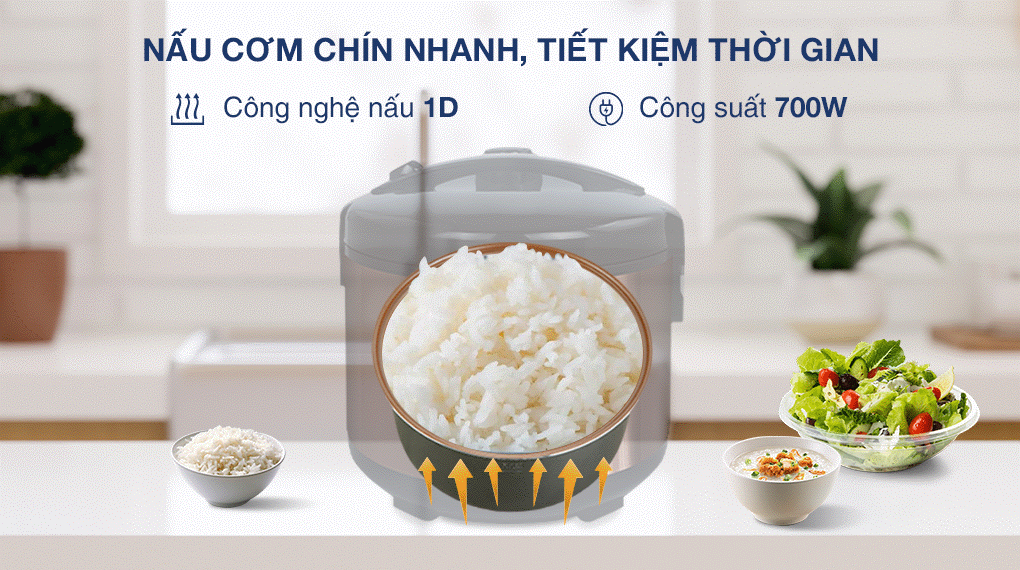 NẤU CƠM CHÍN NHANH, TIẾT KIỆM THỜI GIAN
Công nghệ nấu 1D
Công suất 700W